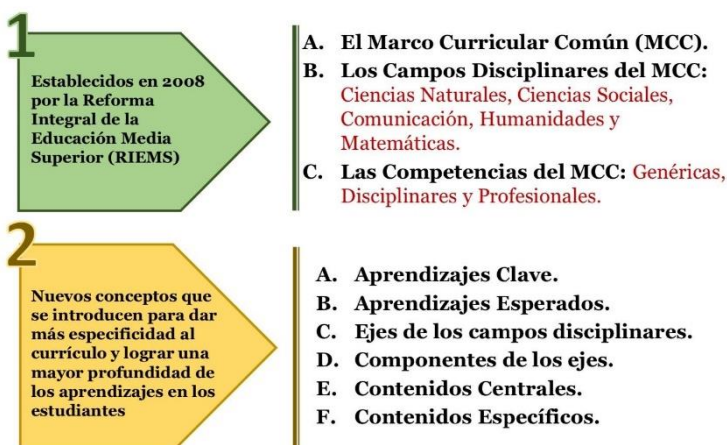 1
Establecidos en 2008
por la Reforma
Integral de la
Educación Media
Superior (RIEMS)
A. El Marco Curricular Común (MCC).
B. Los Campos Disciplinares del MCC:
Ciencias Naturales, Ciencias Sociales,
Comunicación, Humanidades y
Matemáticas.
C. Las Competencias del MCC: Genéricas,
Disciplinares y Profesionales.
2
Nuevos conceptos que
se introducen para dar
más especificidad al
currículo y lograr una
mayor profundidad de
los aprendizajes en los
estudiantes
A. Aprendizajes Clave.
B. Aprendizajes Esperados.
C. Ejes de los campos disciplinares.
D. Componentes de los ejes.
E. Contenidos Centrales.
F. Contenidos Específicos.